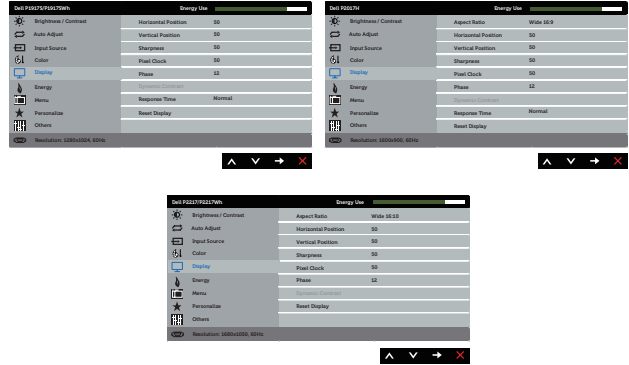 Dell P1917S/P1917SWh Energy Use
Brightness / Contrast Horizontal Position 50
Auto Adjust Vertical Position 50
Input Source Sharpness 50
Color Pixel Clock 50
Display Phase 12
Energy Dynamic Contrast
Menu Response Time Normal
Personalize Reset Display
Others
Resolution: 1280x1024, 60Hz
Dell P2017H Energy Use
Brightness / Contrast Aspect Ratio Wide 16:9
Auto Adjust Horizontal Position 50
Input Source Vertical Position 50
Color Sharpness 50
Display Pixel Clock 50
Energy Phase 12
Menu Dynamic Contrast
Personalize Response Time Normal
Others Reset Display
Resolution: 1600x900, 60Hz
Dell P2217/P2217Wh Energy Use
Brightness / Contrast Aspect Ratio Wide 16:10
Auto Adjust Horizontal Position 50
Input Source Vertical Position 50
Color Sharpness 50
Display Pixel Clock 50
Energy Phase 12
Menu Dynamic Contrast
Personalize Reset Display
Others
Resolution: 1680x1050, 60Hz